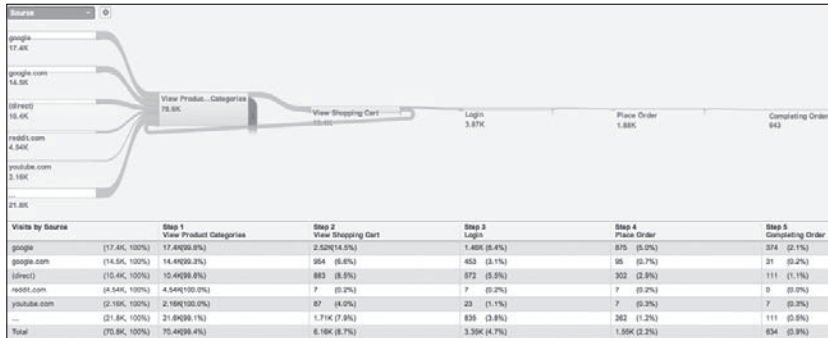 Source
google
17.4K
google.com
14.5K
(direct)
10.4K
reddit.com
4.54K
youtube.com
2.16K
...
21.8K
View Produc...Categories
View Shopping Cart
Login
3.87K
Place Order
1.88K
Completing Order
643
Visits by Source Step 1 Step 2 Step 3 Step 4 Step 5
View Product Categories View Shopping Cart Login Place Order Completing Order
google (17.4K, 100%) 17.4K(99.6%) 2.52K(14.5%) 1.46K (8.4%) 875 (5.0%) 374 (2.1%)
google.com (14.5K, 100%) 14.4K(99.3%) 954 (6.6%) 453 (3.1%) 95 (0.7%) 31 (0.2%)
(direct) (10.4K, 100%) 10.4K(99.6%) 883 (8.5%) 572 (5.5%) 302 (2.9%) 111 (1.1%)
reddit.com (4.54K, 100%) 4.54K(100.0%) 7 (0.2%) 7 (0.2%) 7 (0.2%) 0 (0.0%)
youtube.com (2.16K, 100%) 2.16K(100.0%) 87 (4.0%) 23 (1.1%) 7 (0.3%) 7 (0.3%)
... (21.8K, 100%) 21.6K(99.1%) 1.71K (7.9%) 835 (3.8%) 262 (1.2%) 111 (0.5%)
Total (70.8K, 100%) 70.4K(99.4%) 6.16K (8.7%) 3.35K (4.7%) 1.55K (2.2%) 634 (0.9%)